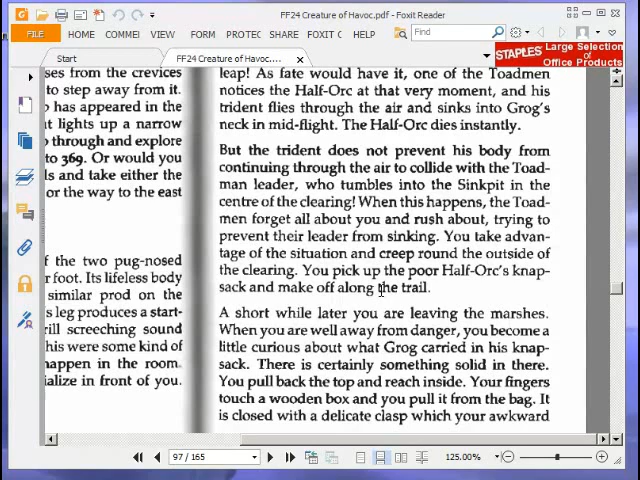 FF24 Creature of Havoc.pdf - Foxit Reader
FILE HOME COMMEN VIEW FORM PROTEC SHARE FOXIT C HELP Find
Start FF24 Creature of Havoc....
STAPLES Large Selection of Office Products
ses from the crevices
to step away from it.
has appeared in the
t lights up a narrow
through and explore
to 369. Or would you
ls and take either the
or the way to the east
f the two pug-nosed
r foot. Its lifeless body
similar prod on the
s leg produces a start-
rill screeching sound
his were some kind of
happen in the room.
ialize in front of you.
leap! As fate would have it, one of the Toadmen
notices the Half-Orc at that very moment, and his
trident flies through the air and sinks into Grog's
neck in mid-flight. The Half-Orc dies instantly.
But the trident does not prevent his body from
continuing through the air to collide with the Toad-
man leader, who tumbles into the Sinkpit in the
centre of the clearing! When this happens, the Toad-
men forget all about you and rush about, trying to
prevent their leader from sinking. You take advan-
tage of the situation and creep round the outside of
the clearing. You pick up the poor Half-Orc's knap-
sack and make off along the trail.
A short while later you are leaving the marshes.
When you are well away from danger, you become a
little curious about what Grog carried in his knap-
sack. There is certainly something solid in there.
You pull back the top and reach inside. Your fingers
touch a wooden box and you pull it from the bag. It
is closed with a delicate clasp which your awkward
97 / 165 125.00%